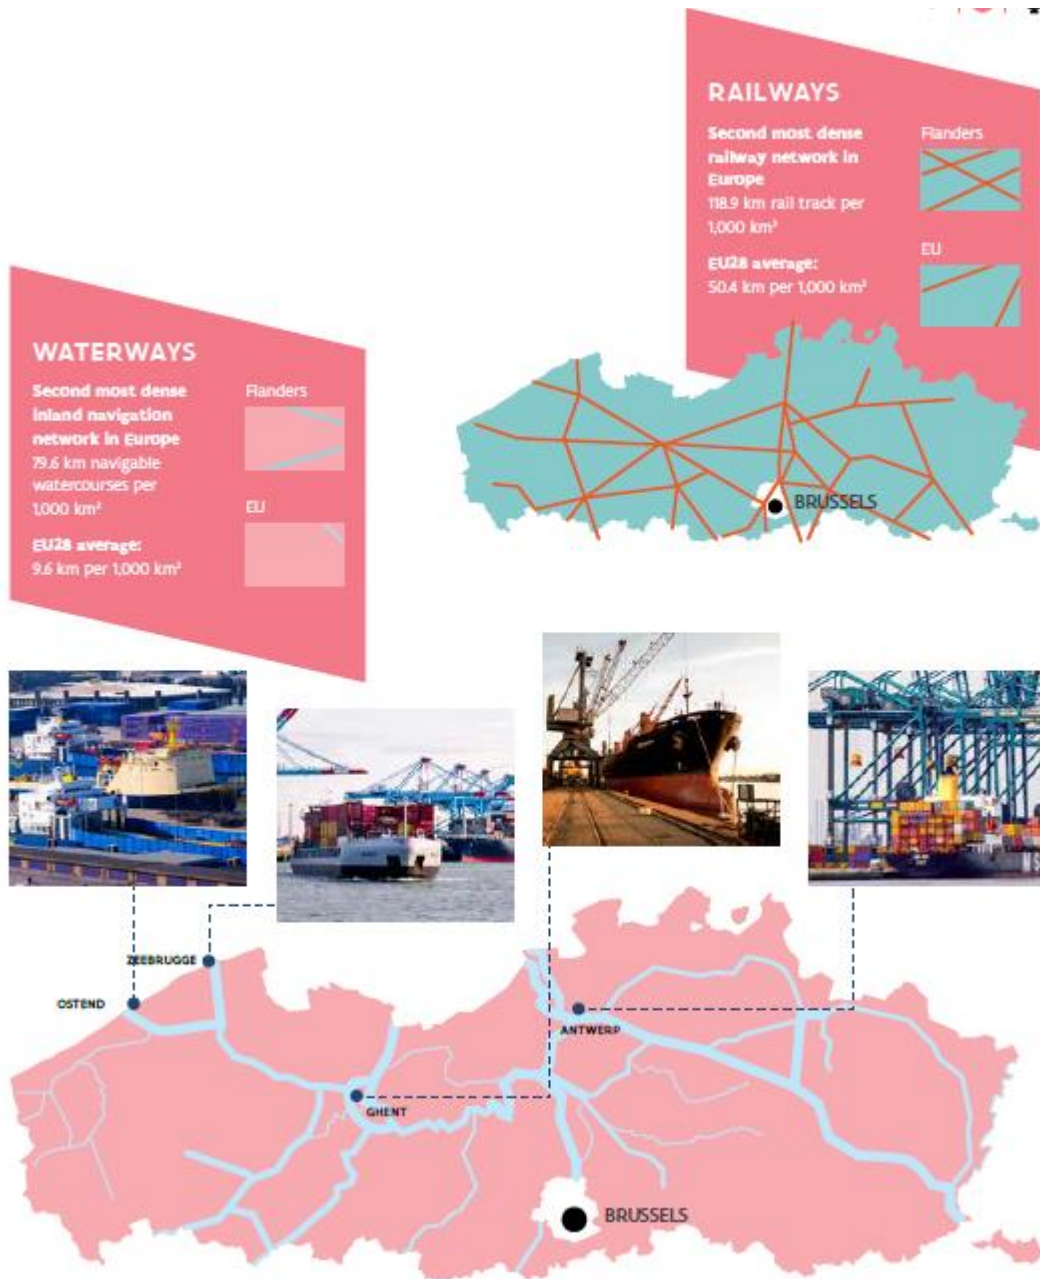 RAILWAYS
Second most dense
railway network in
Europe
118.9 km rail track per
1,000 km²
EU28 average:
50.4 km per 1,000 km²
Flanders
EU
BRUSSELS
WATERWAYS
Second most dense
inland navigation
network in Europe
79.6 km navigable
watercourses per
1,000 km²
EU28 average:
9.6 km per 1,000 km²
Flanders
EU
ZEEBRUGGE
OSTEND
ANTWERP
GHENT
BRUSSELS